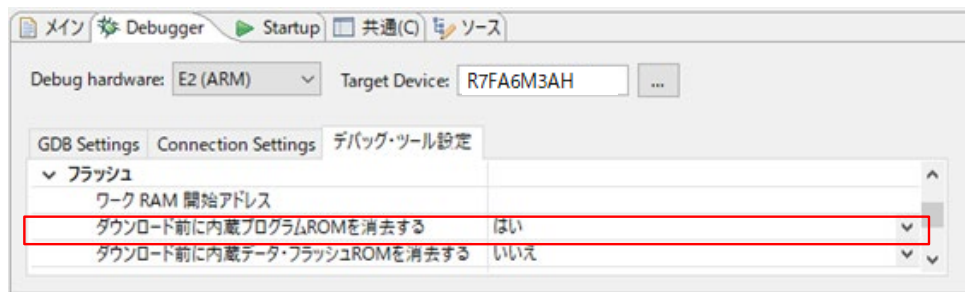 メイン Debugger Startup 共通(C) ソース
Debug hardware: E2 (ARM) Target Device: R7FA6M3AH ...
GDB Settings Connection Settings デバッグ・ツール設定
フラッシュ
ワーク RAM 開始アドレス
ダウンロード前に内蔵プログラムROMを消去する はい
ダウンロード前に内蔵データ・フラッシュROMを消去する いいえ